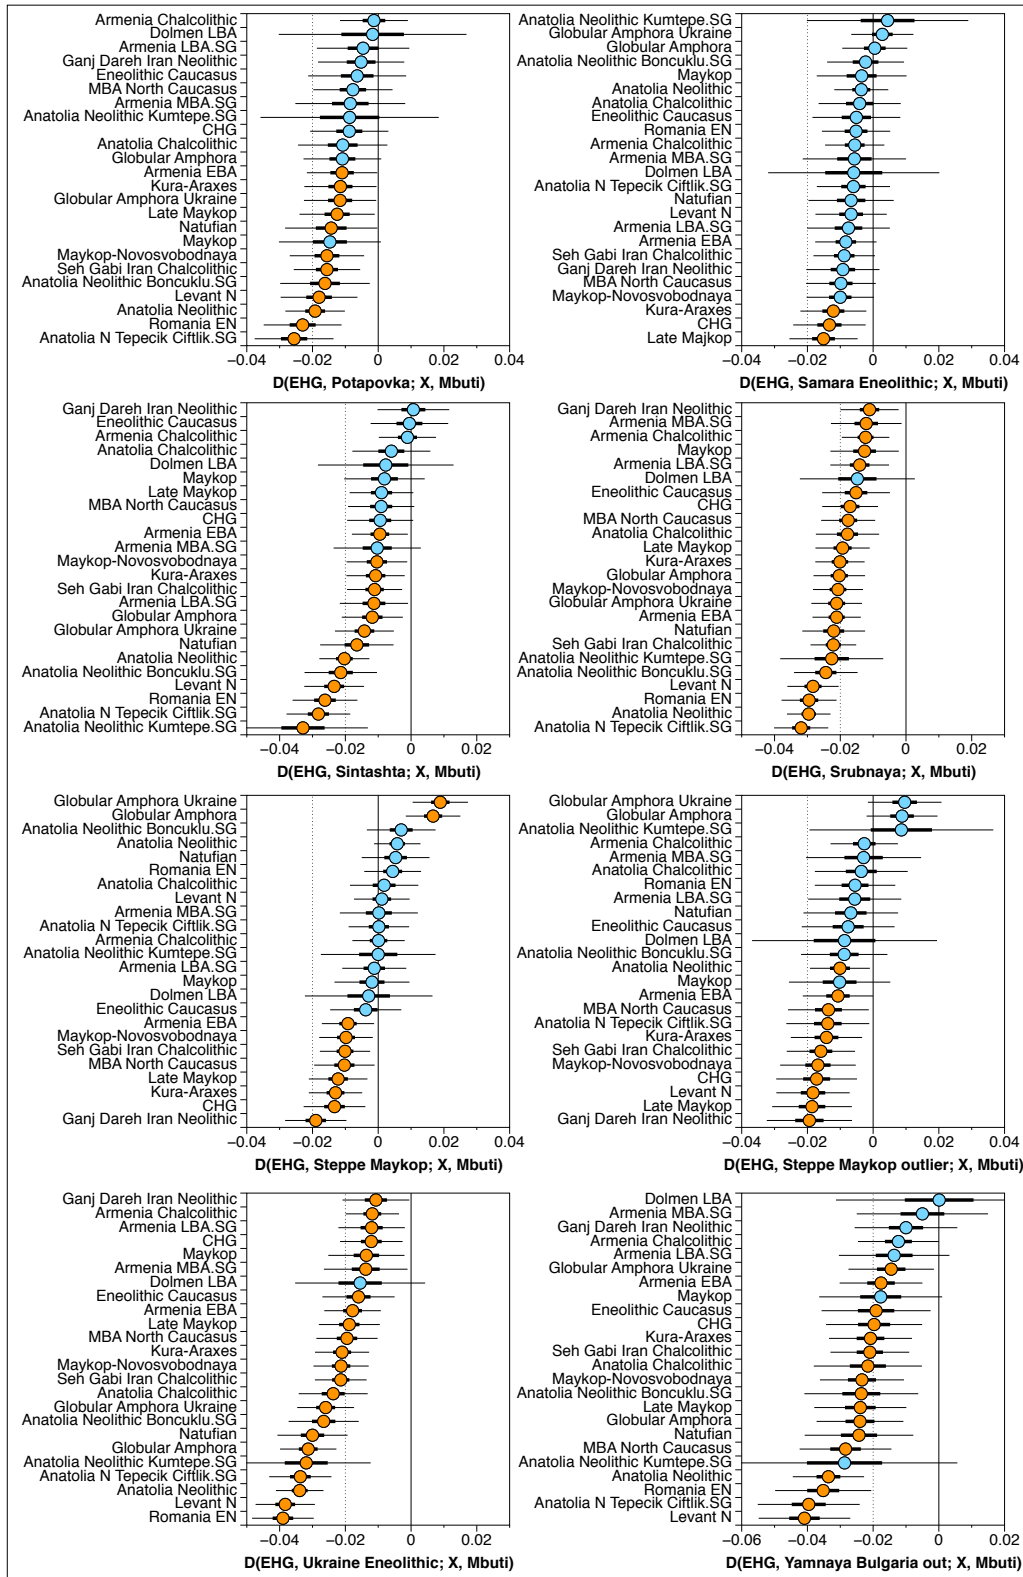 Armenia Chalcolithic
Dolmen LBA
Armenia LBA.SG
Ganj Dareh Iran Neolithic
Eneolithic Caucasus
MBA North Caucasus
Armenia MBA.SG
Anatolia Neolithic Kumtepe.SG
CHG
Anatolia Chalcolithic
Globular Amphora
Armenia EBA
Kura-Araxes
Globular Amphora Ukraine
Late Maykop
Natufian
Maykop
Maykop-Novosvobodnaya
Seh Gabi Iran Chalcolithic
Anatolia Neolithic Boncuklu.SG
Levant N
Anatolia Neolithic
Romania EN
Anatolia N Tepecik Ciftlik.SG
−0.04 −0.02 0 0.02 0.04
D(EHG, Potapovka; X, Mbuti)
Anatolia Neolithic Kumtepe.SG
Globular Amphora Ukraine
Globular Amphora
Anatolia Neolithic Boncuklu.SG
Maykop
Anatolia Neolithic
Anatolia Chalcolithic
Eneolithic Caucasus
Romania EN
Armenia Chalcolithic
Armenia MBA.SG
Dolmen LBA
Anatolia N Tepecik Ciftlik.SG
Natufian
Levant N
Armenia LBA.SG
Armenia EBA
Seh Gabi Iran Chalcolithic
Ganj Dareh Iran Neolithic
MBA North Caucasus
Maykop-Novosvobodnaya
Kura-Araxes
CHG
Late Majkop
−0.04 −0.02 0 0.02 0.04
D(EHG, Samara Eneolithic; X, Mbuti)
Ganj Dareh Iran Neolithic
Eneolithic Caucasus
Armenia Chalcolithic
Anatolia Chalcolithic
Dolmen LBA
Maykop
Late Maykop
MBA North Caucasus
CHG
Armenia EBA
Armenia MBA.SG
Maykop-Novosvobodnaya
Kura-Araxes
Seh Gabi Iran Chalcolithic
Armenia LBA.SG
Globular Amphora
Globular Amphora Ukraine
Natufian
Anatolia Neolithic
Anatolia Neolithic Boncuklu.SG
Levant N
Romania EN
Anatolia N Tepecik Ciftlik.SG
Anatolia Neolithic Kumtepe.SG
−0.04 −0.02 0 0.02
D(EHG, Sintashta; X, Mbuti)
Ganj Dareh Iran Neolithic
Armenia MBA.SG
Armenia Chalcolithic
Maykop
Armenia LBA.SG
Dolmen LBA
Eneolithic Caucasus
CHG
MBA North Caucasus
Anatolia Chalcolithic
Late Maykop
Kura-Araxes
Globular Amphora
Maykop-Novosvobodnaya
Globular Amphora Ukraine
Armenia EBA
Natufian
Seh Gabi Iran Chalcolithic
Anatolia Neolithic Kumtepe.SG
Anatolia Neolithic Boncuklu.SG
Levant N
Romania EN
Anatolia Neolithic
Anatolia N Tepecik Ciftlik.SG
−0.04 −0.02 0 0.02
D(EHG, Srubnaya; X, Mbuti)
Globular Amphora Ukraine
Globular Amphora
Anatolia Neolithic Boncuklu.SG
Anatolia Neolithic
Natufian
Romania EN
Anatolia Chalcolithic
Levant N
Armenia MBA.SG
Anatolia N Tepecik Ciftlik.SG
Armenia Chalcolithic
Anatolia Neolithic Kumtepe.SG
Armenia LBA.SG
Maykop
Dolmen LBA
Eneolithic Caucasus
Armenia EBA
Maykop-Novosvobodnaya
Seh Gabi Iran Chalcolithic
MBA North Caucasus
Late Maykop
Kura-Araxes
CHG
Ganj Dareh Iran Neolithic
−0.04 −0.02 0 0.02 0.04
D(EHG, Steppe Maykop; X, Mbuti)
Globular Amphora Ukraine
Globular Amphora
Anatolia Neolithic Kumtepe.SG
Armenia Chalcolithic
Armenia MBA.SG
Anatolia Chalcolithic
Romania EN
Armenia LBA.SG
Natufian
Eneolithic Caucasus
Dolmen LBA
Anatolia Neolithic Boncuklu.SG
Anatolia Neolithic
Maykop
Armenia EBA
MBA North Caucasus
Anatolia N Tepecik Ciftlik.SG
Kura-Araxes
Seh Gabi Iran Chalcolithic
Maykop-Novosvobodnaya
CHG
Levant N
Late Maykop
Ganj Dareh Iran Neolithic
−0.04 −0.02 0 0.02 0.04
D(EHG, Steppe Maykop outlier; X, Mbuti)
Ganj Dareh Iran Neolithic
Armenia Chalcolithic
Armenia LBA.SG
CHG
Maykop
Armenia MBA.SG
Dolmen LBA
Eneolithic Caucasus
Armenia EBA
Late Maykop
MBA North Caucasus
Kura-Araxes
Maykop-Novosvobodnaya
Seh Gabi Iran Chalcolithic
Anatolia Chalcolithic
Globular Amphora Ukraine
Anatolia Neolithic Boncuklu.SG
Natufian
Globular Amphora
Anatolia Neolithic Kumtepe.SG
Anatolia N Tepecik Ciftlik.SG
Anatolia Neolithic
Levant N
Romania EN
−0.04 −0.02 0 0.02
D(EHG, Ukraine Eneolithic; X, Mbuti)
Dolmen LBA
Armenia MBA.SG
Ganj Dareh Iran Neolithic
Armenia Chalcolithic
Armenia LBA.SG
Globular Amphora Ukraine
Armenia EBA
Maykop
Eneolithic Caucasus
CHG
Kura-Araxes
Seh Gabi Iran Chalcolithic
Anatolia Chalcolithic
Maykop-Novosvobodnaya
Anatolia Neolithic Boncuklu.SG
Late Maykop
Globular Amphora
Natufian
MBA North Caucasus
Anatolia Neolithic Kumtepe.SG
Anatolia Neolithic
Romania EN
Anatolia N Tepecik Ciftlik.SG
Levant N
−0.06 −0.04 −0.02 0 0.02
D(EHG, Yamnaya Bulgaria out; X, Mbuti)